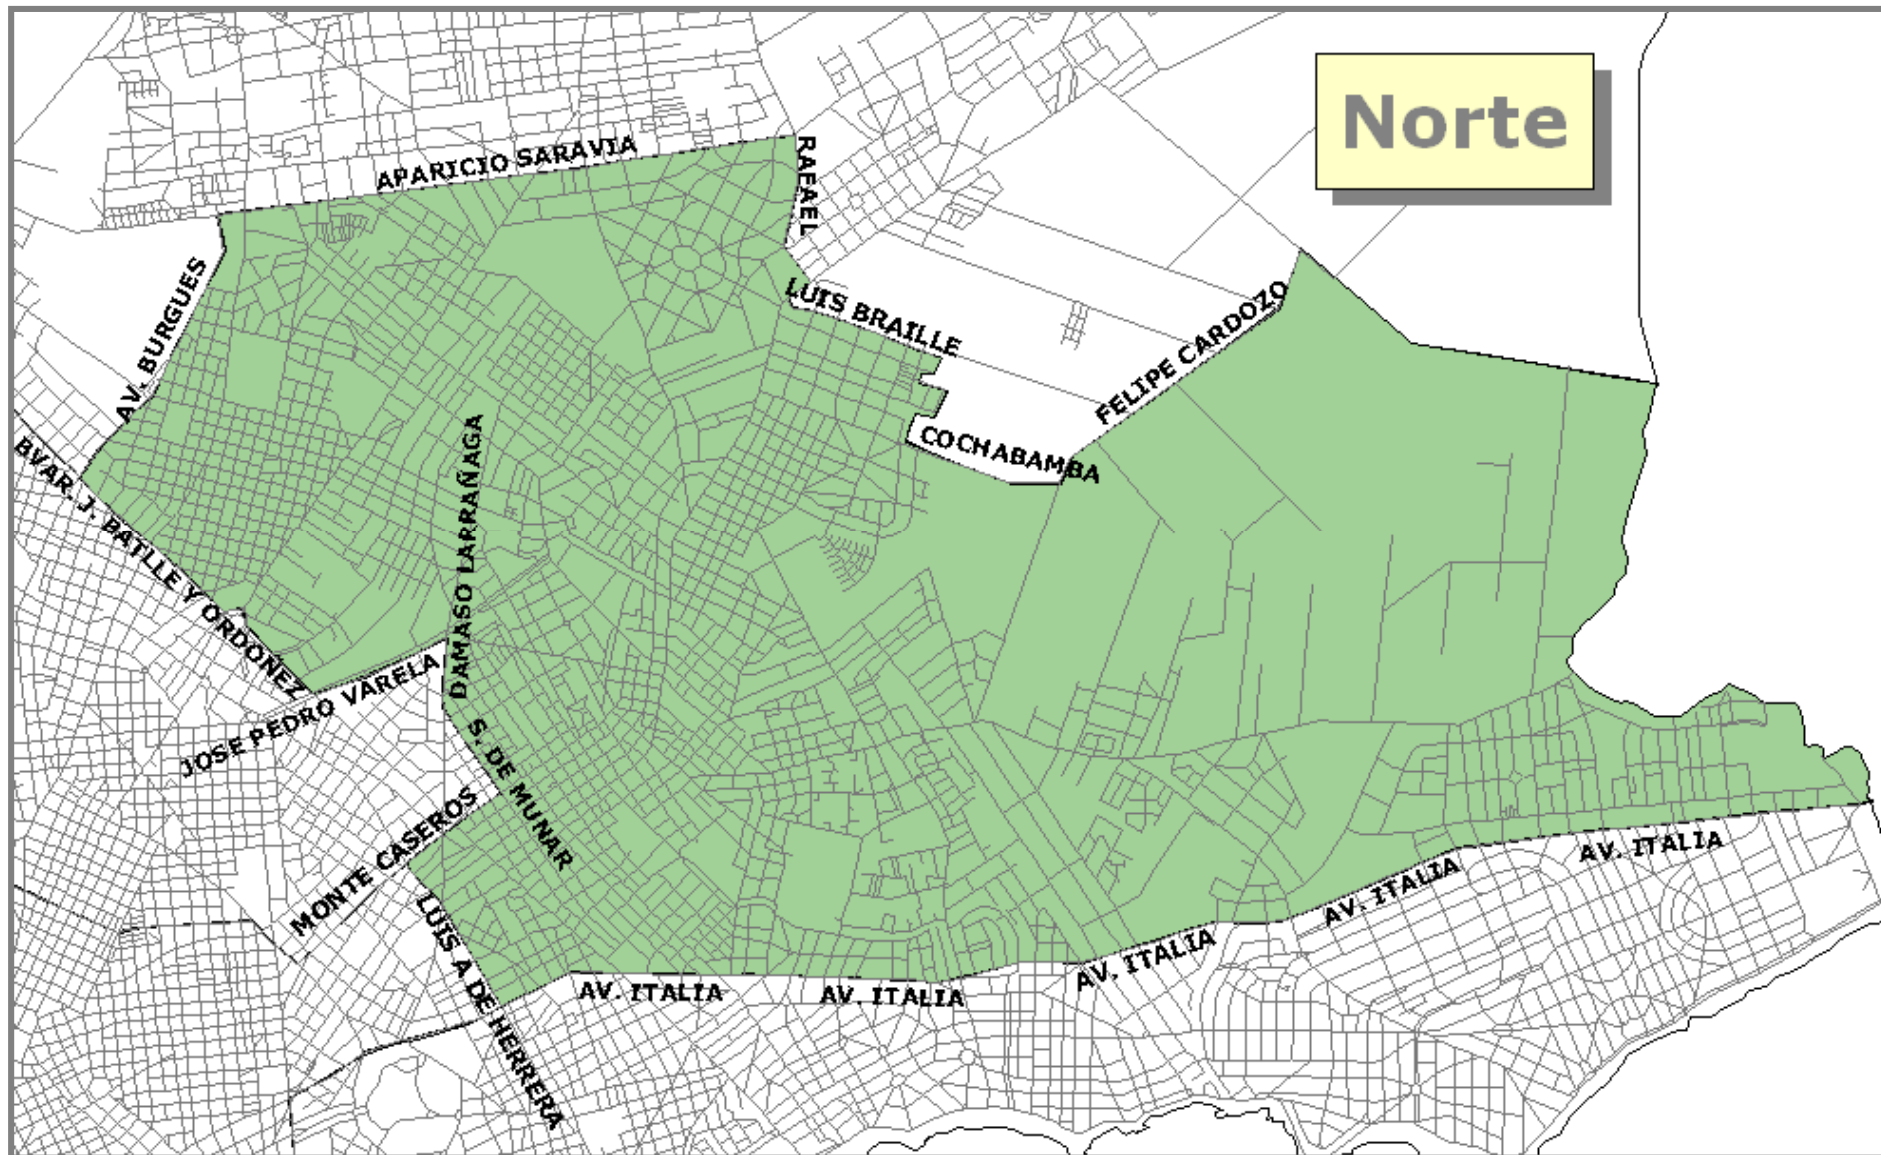 Norte
APARICIO SARAVIA
RAFAEL
AV. BURGUES
LUIS BRAILLE
FELIPE CARDOZO
COCHABAMBA
BVAR. J. BATLLE Y ORDOÑEZ
DAMASO LARRAÑAGA
JOSE PEDRO VARELA
S. DE MUNAR
MONTE CASEROS
LUIS A DE HERRERA
AV. ITALIA
AV. ITALIA
AV. ITALIA
AV. ITALIA
AV. ITALIA